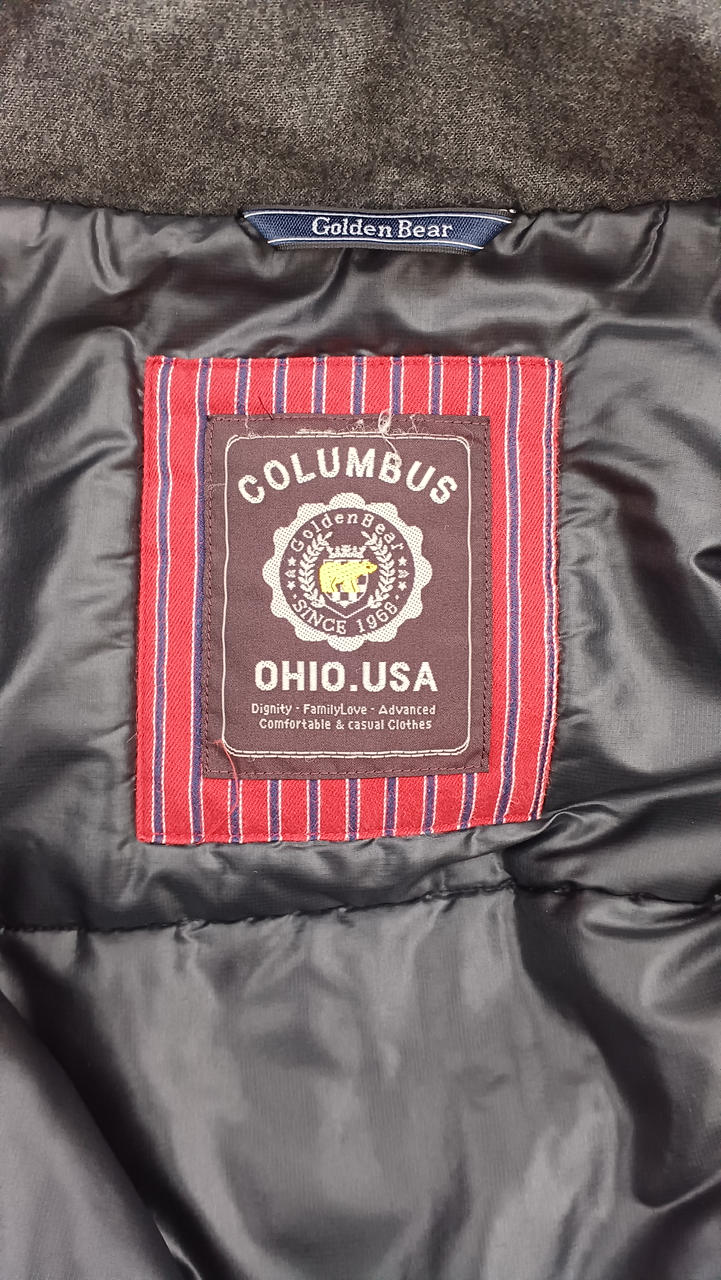 Golden Bear
COLUMBUS
GoldenBear
SINCE 1968
OHIO.USA
Dignity - FamilyLove - Advanced
Comfortable & casual Clothes